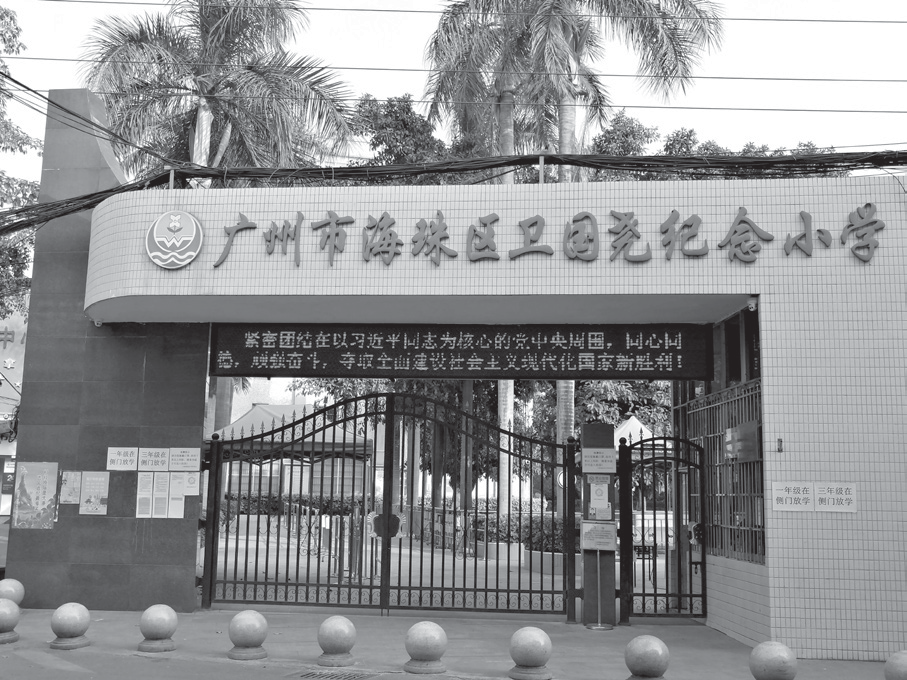 广州市海珠区卫国尧纪念小学
紧密团结在以习近平同志为核心的党中央周围，同心同
德，顽强奋斗，夺取全面建设社会主义现代化国家新胜利！
一年级在
侧门放学
三年级在
侧门放学
一年级在
侧门放学
三年级在
侧门放学